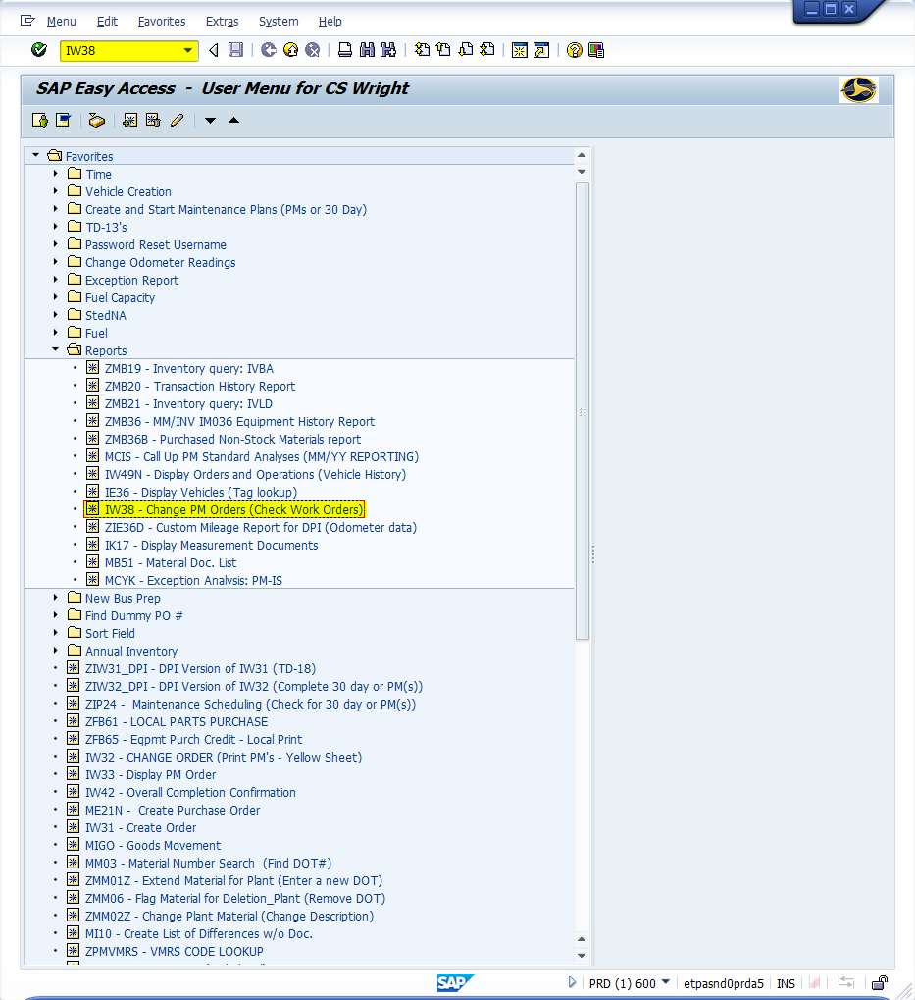 Menu Edit Favorites Extras System Help
IW38
SAP Easy Access - User Menu for CS Wright
Favorites
Time
Vehicle Creation
Create and Start Maintenance Plans (PMs or 30 Day)
TD-13's
Password Reset Username
Change Odometer Readings
Exception Report
Fuel Capacity
StedNA
Fuel
Reports
ZMB19 - Inventory query: IVBA
ZMB20 - Transaction History Report
ZMB21 - Inventory query: IVLD
ZMB36 - MM/INV IM036 Equipment History Report
ZMB36B - Purchased Non-Stock Materials report
MCIS - Call Up PM Standard Analyses (MM/YY REPORTING)
IW49N - Display Orders and Operations (Vehicle History)
IE36 - Display Vehicles (Tag lookup)
IW38 - Change PM Orders (Check Work Orders)
ZIE36D - Custom Mileage Report for DPI (Odometer data)
IK17 - Display Measurement Documents
MB51 - Material Doc. List
MCYK - Exception Analysis: PM-IS
New Bus Prep
Find Dummy PO #
Sort Field
Annual Inventory
ZIW31_DPI - DPI Version of IW31 (TD-18)
ZIW32_DPI - DPI Version of IW32 (Complete 30 day or PM(s))
ZIP24 - Maintenance Scheduling (Check for 30 day or PM(s))
ZFB61 - LOCAL PARTS PURCHASE
ZFB65 - Eqpmt Purch Credit - Local Print
IW32 - CHANGE ORDER (Print PM's - Yellow Sheet)
IW33 - Display PM Order
IW42 - Overall Completion Confirmation
ME21N - Create Purchase Order
IW31 - Create Order
MIGO - Goods Movement
MM03 - Material Number Search (Find DOT#)
ZMM01Z - Extend Material for Plant (Enter a new DOT)
ZMM06 - Flag Material for Deletion_Plant (Remove DOT)
ZMM02Z - Change Plant Material (Change Description)
MI10 - Create List of Differences w/o Doc.
ZPMVMRS - VMRS CODE LOOKUP
SAP PRD (1) 600 etpasnd0prda5 INS